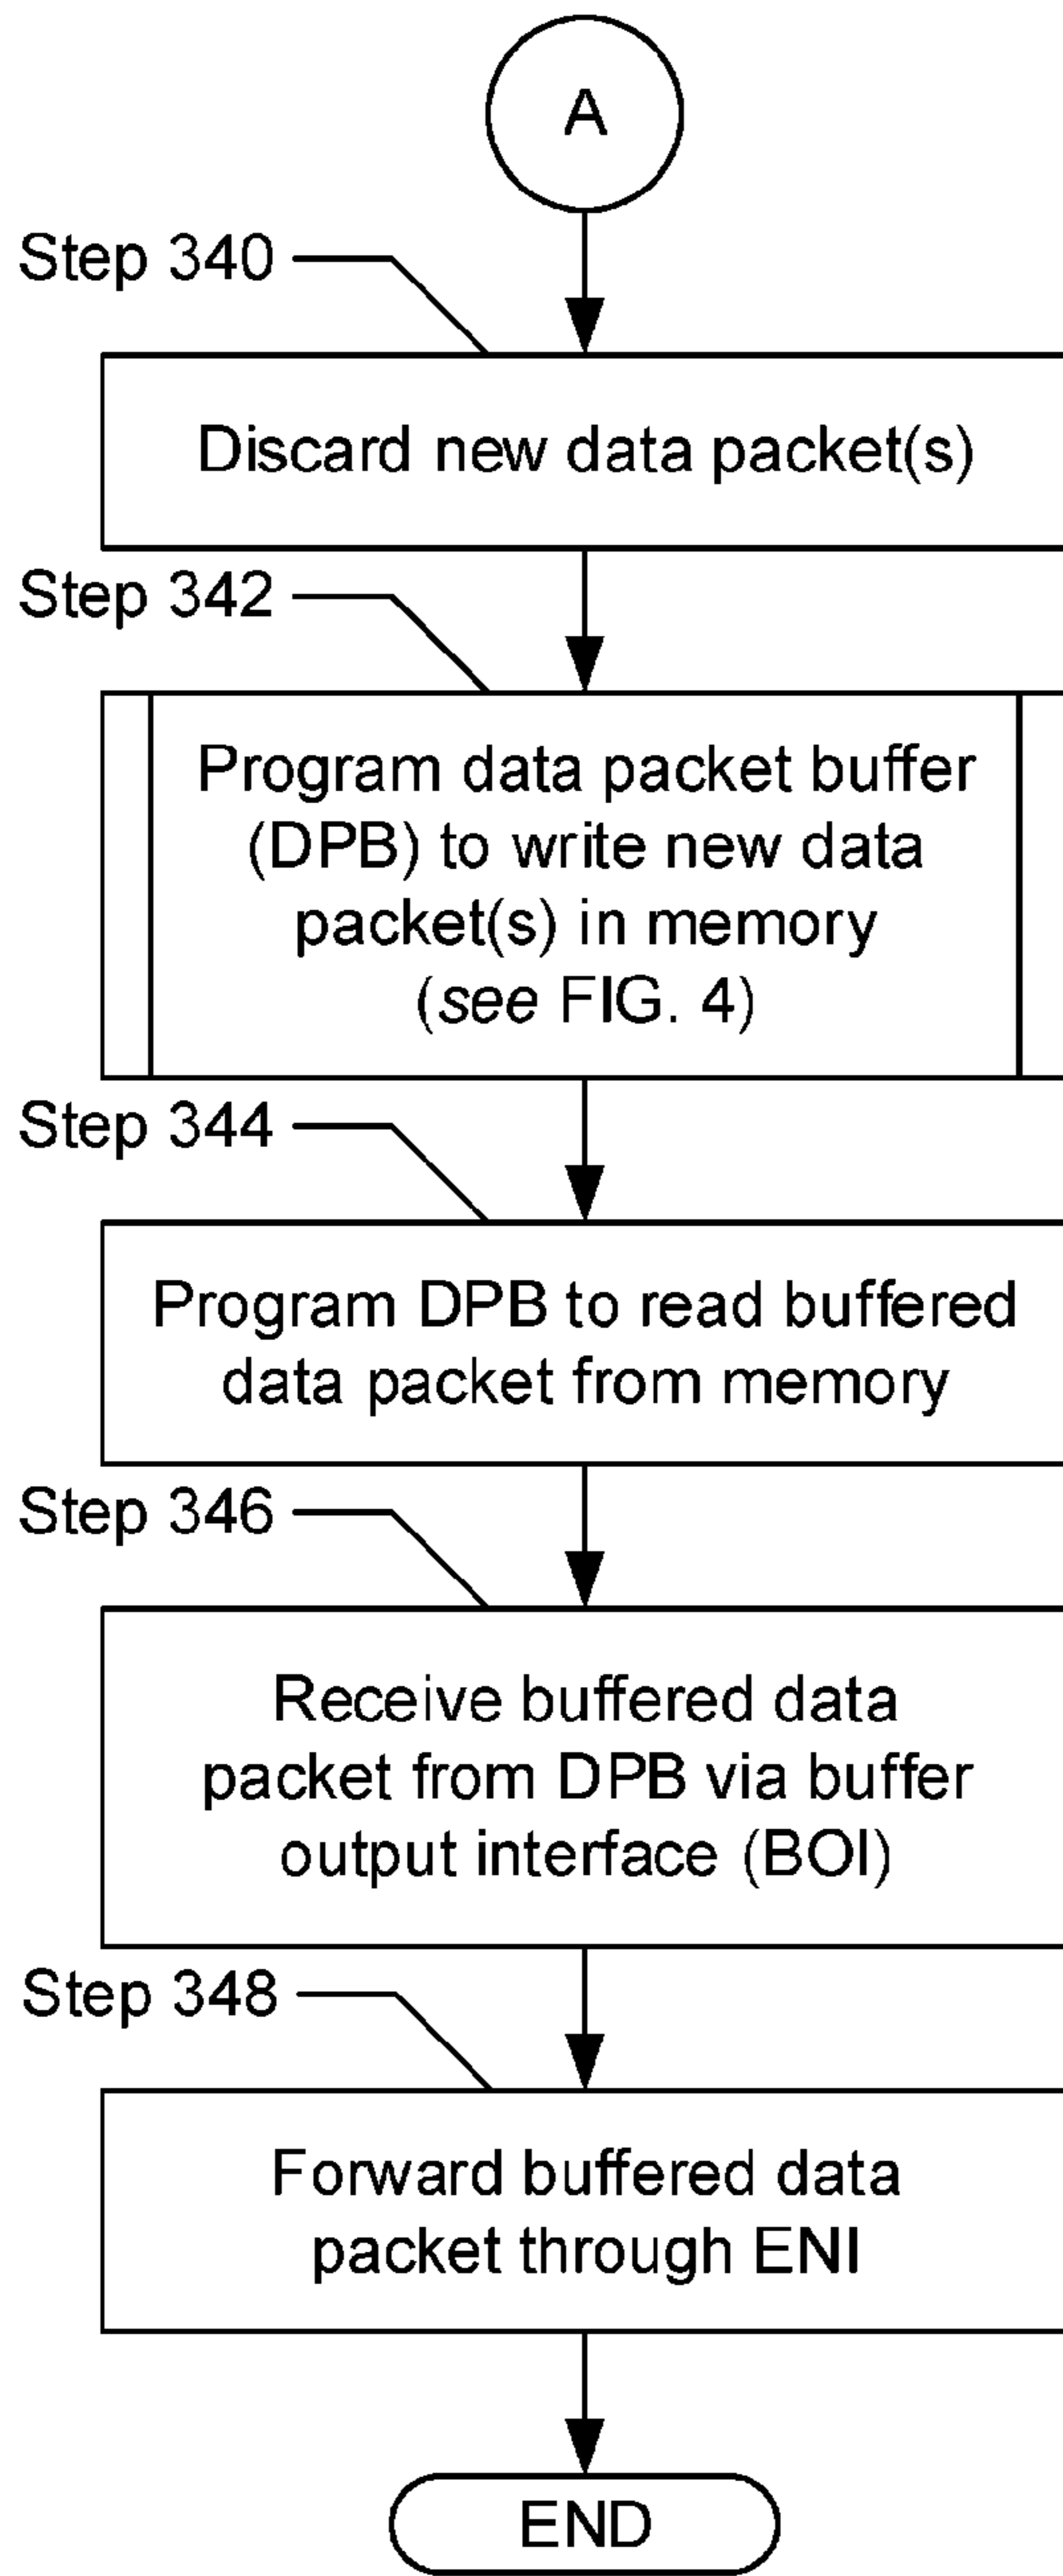 A
Step 340
Discard new data packet(s)
Step 342
Program data packet buffer
(DPB) to write new data
packet(s) in memory
(see FIG. 4)
Step 344
Program DPB to read buffered
data packet from memory
Step 346
Receive buffered data
packet from DPB via buffer
output interface (BOI)
Step 348
Forward buffered data
packet through ENI
END